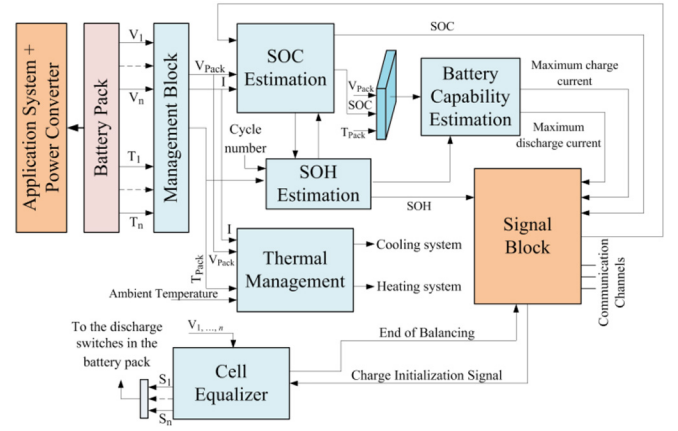 Application System +
Power Converter
Battery Pack
V1
Vn
T1
Tn
Management Block
VPack
I
SOC
Estimation
SOC
VPack
SOC
TPack
Battery
Capability
Estimation
Maximum charge
current
Maximum
discharge current
Cycle
number
SOH
Estimation
SOH
Signal
Block
Communication
Channels
I
VPack
TPack
Thermal
Management
Cooling system
Heating system
Ambient Temperature
To the discharge
switches in the
battery pack
V1, ..., n
Cell
Equalizer
S1
Sn
End of Balancing
Charge Initialization Signal